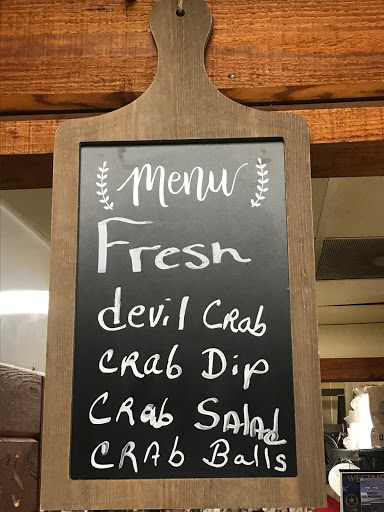 Menu
Fresh
devil CRab
CRab Dip
CRab Salad
CRAb Balls